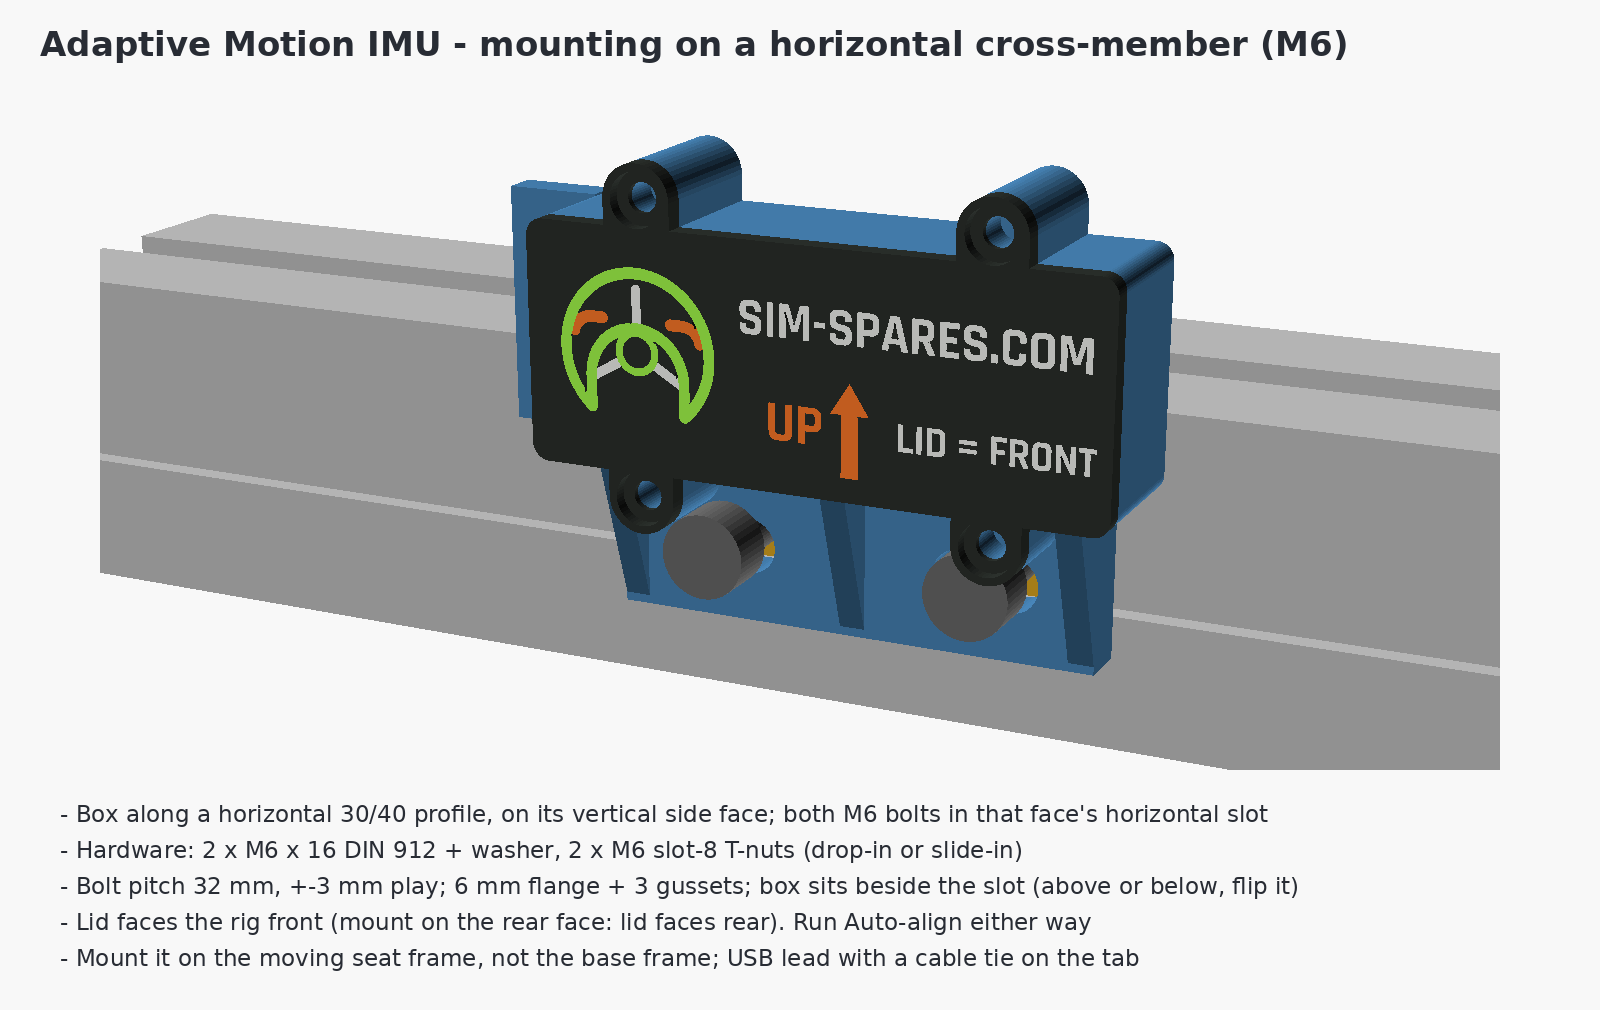 Adaptive Motion IMU - mounting on a horizontal cross-member (M6)
SIM-SPARES.COM
UP
LID = FRONT
- Box along a horizontal 30/40 profile, on its vertical side face; both M6 bolts in that face's horizontal slot
- Hardware: 2 x M6 x 16 DIN 912 + washer, 2 x M6 slot-8 T-nuts (drop-in or slide-in)
- Bolt pitch 32 mm, +-3 mm play; 6 mm flange + 3 gussets; box sits beside the slot (above or below, flip it)
- Lid faces the rig front (mount on the rear face: lid faces rear). Run Auto-align either way
- Mount it on the moving seat frame, not the base frame; USB lead with a cable tie on the tab